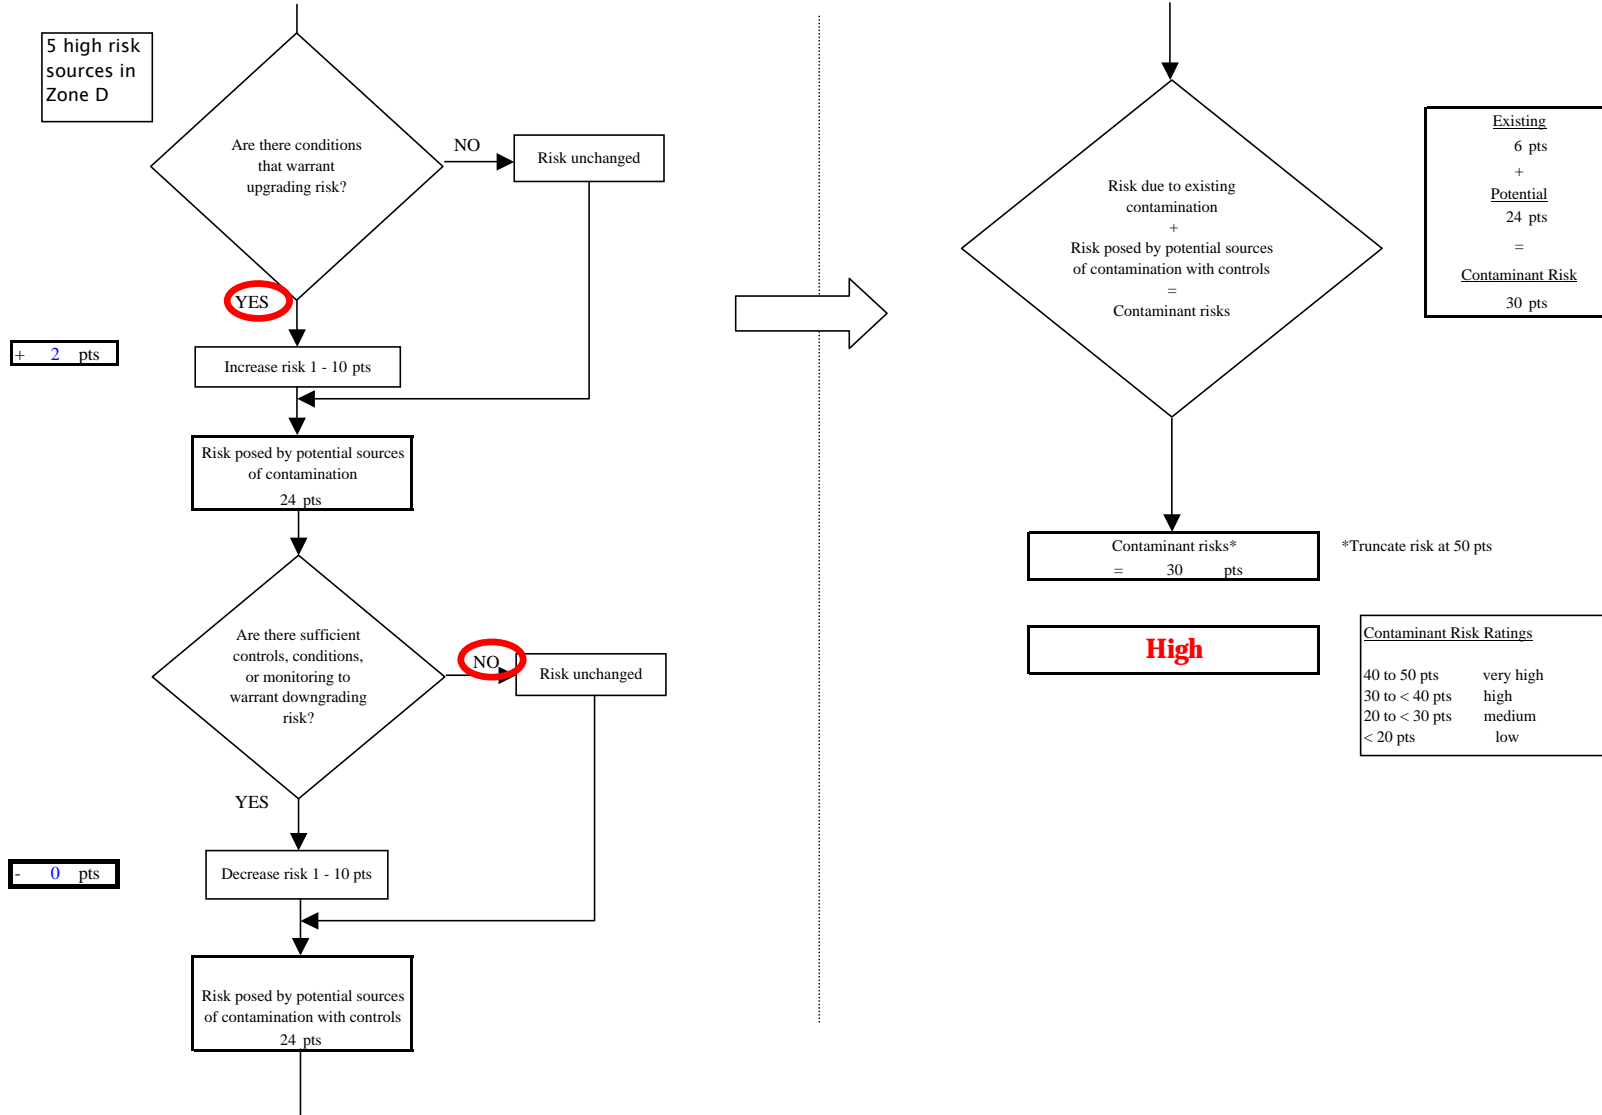 5 high risk
sources in
Zone D
Are there conditions
that warrant
upgrading risk?
NO
Risk unchanged
YES
+ 2 pts
Increase risk 1 - 10 pts
Risk posed by potential sources
of contamination
24 pts
Are there sufficient
controls, conditions,
or monitoring to
warrant downgrading
risk?
NO
Risk unchanged
YES
- 0 pts
Decrease risk 1 - 10 pts
Risk posed by potential sources
of contamination with controls
24 pts
Risk due to existing
contamination
+
Risk posed by potential sources
of contamination with controls
=
Contaminant risks
Existing
6 pts
+
Potential
24 pts
=
Contaminant Risk
30 pts
Contaminant risks*
= 30 pts
*Truncate risk at 50 pts
High
Contaminant Risk Ratings
40 to 50 pts very high
30 to < 40 pts high
20 to < 30 pts medium
< 20 pts low